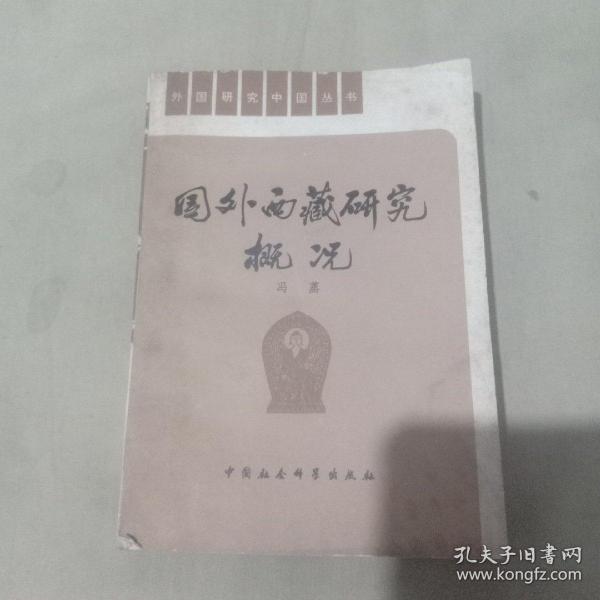 外国研究中国丛书
国外西藏研究
概况
冯蒸
中国社会科学出版社
孔夫子旧書网
www.kongfz.com